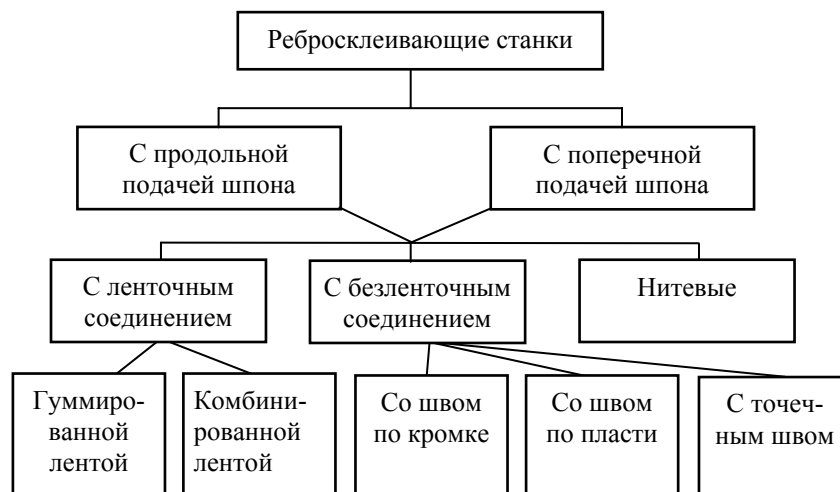 Ребросклеивающие станки
С продольной
подачей шпона
С поперечной
подачей шпона
С ленточным
соединением
С безленточным
соединением
Нитевые
Гуммиро-
ванной
лентой
Комбини-
рованной
лентой
Со швом
по кромке
Со швом
по пласти
С точеч-
ным швом